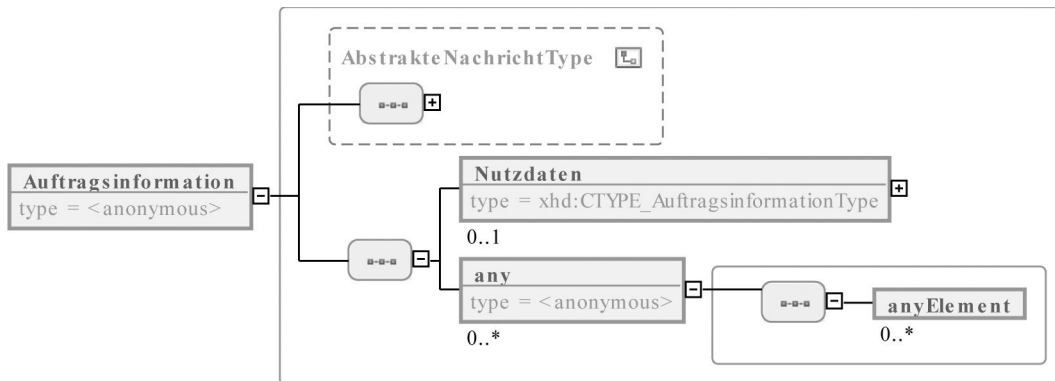 AbstrakteNachrichtType
Auftragsinformation
type = <anonymous>
Nutzdaten
type = xhd:CTYPE_AuftragsinformationType
0..1
any
type = <anonymous>
0..*
anyElement
0..*